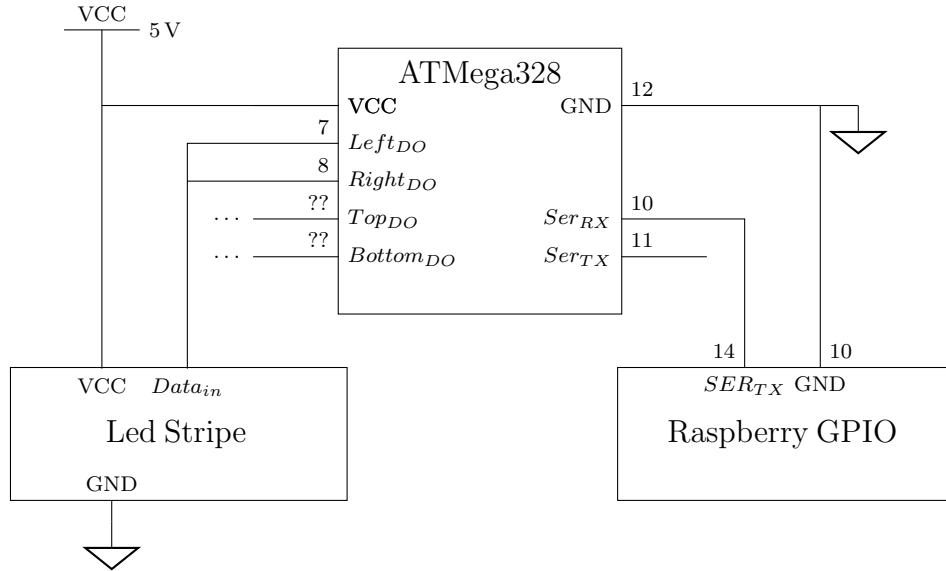 VCC
5 V
ATMega328
VCC GND 12
7 Left_DO
8 Right_DO
... ?? Top_DO Ser_RX 10
... ?? Bottom_DO Ser_TX 11
14 10
VCC Data_in SER_TX GND
Led Stripe Raspberry GPIO
GND